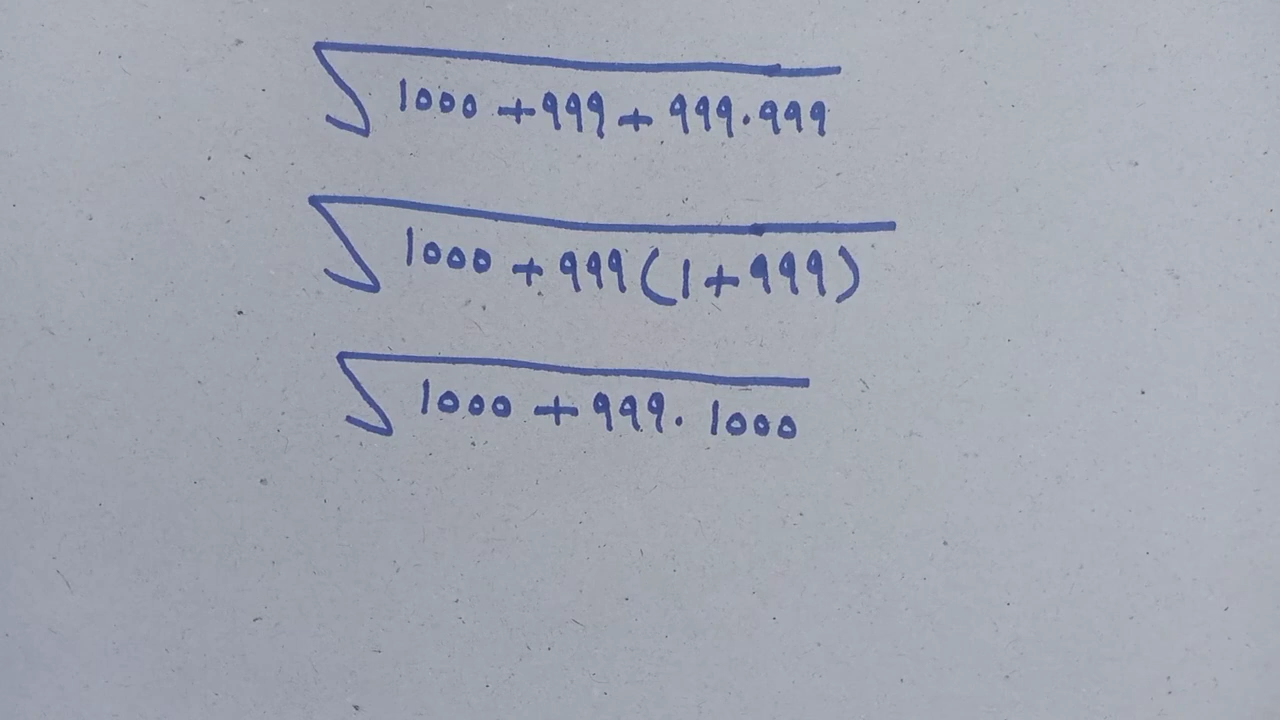 √1000 + 999 + 999·999
√1000 + 999(1 + 999)
√1000 + 999·1000